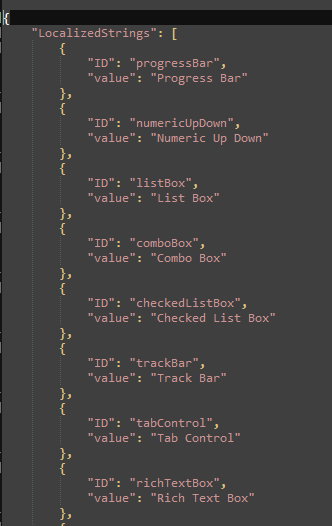 {
"LocalizedStrings": [
{
"ID": "progressBar",
"value": "Progress Bar"
},
{
"ID": "numericUpDown",
"value": "Numeric Up Down"
},
{
"ID": "listBox",
"value": "List Box"
},
{
"ID": "comboBox",
"value": "Combo Box"
},
{
"ID": "checkedListBox",
"value": "Checked List Box"
},
{
"ID": "trackBar",
"value": "Track Bar"
},
{
"ID": "tabControl",
"value": "Tab Control"
},
{
"ID": "richTextBox",
"value": "Rich Text Box"
},
{